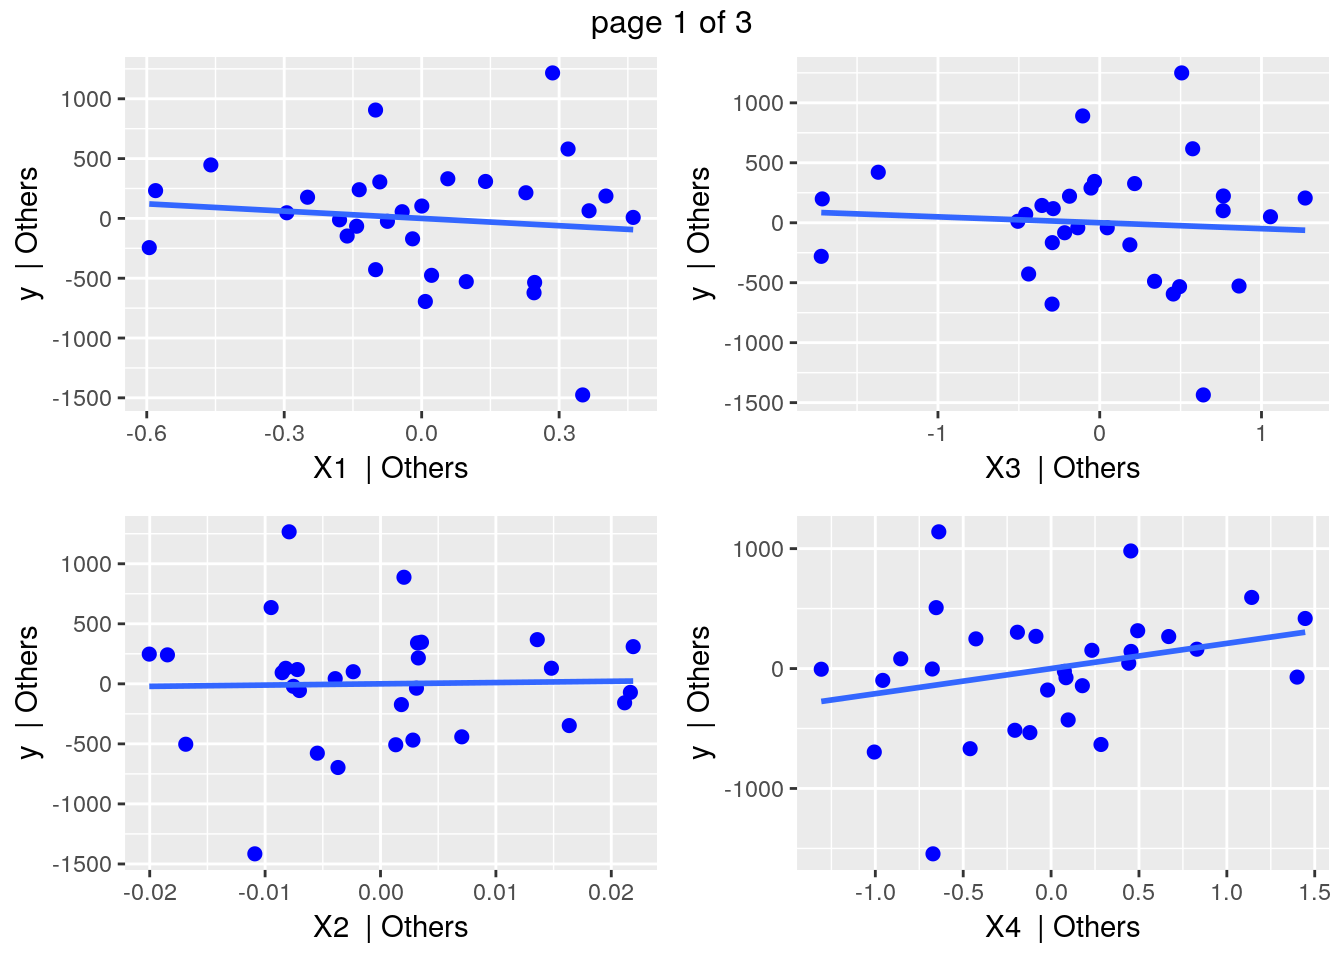 page 1 of 3
1000
500
0
-500
-1000
-1500
y | Others
-0.6 -0.3 0.0 0.3
X1 | Others
1000
500
0
-500
-1000
-1500
y | Others
-1 0 1
X3 | Others
1000
500
0
-500
-1000
-1500
y | Others
-0.02 -0.01 0.00 0.01 0.02
X2 | Others
1000
0
-1000
y | Others
-1.0 -0.5 0.0 0.5 1.0 1.5
X4 | Others